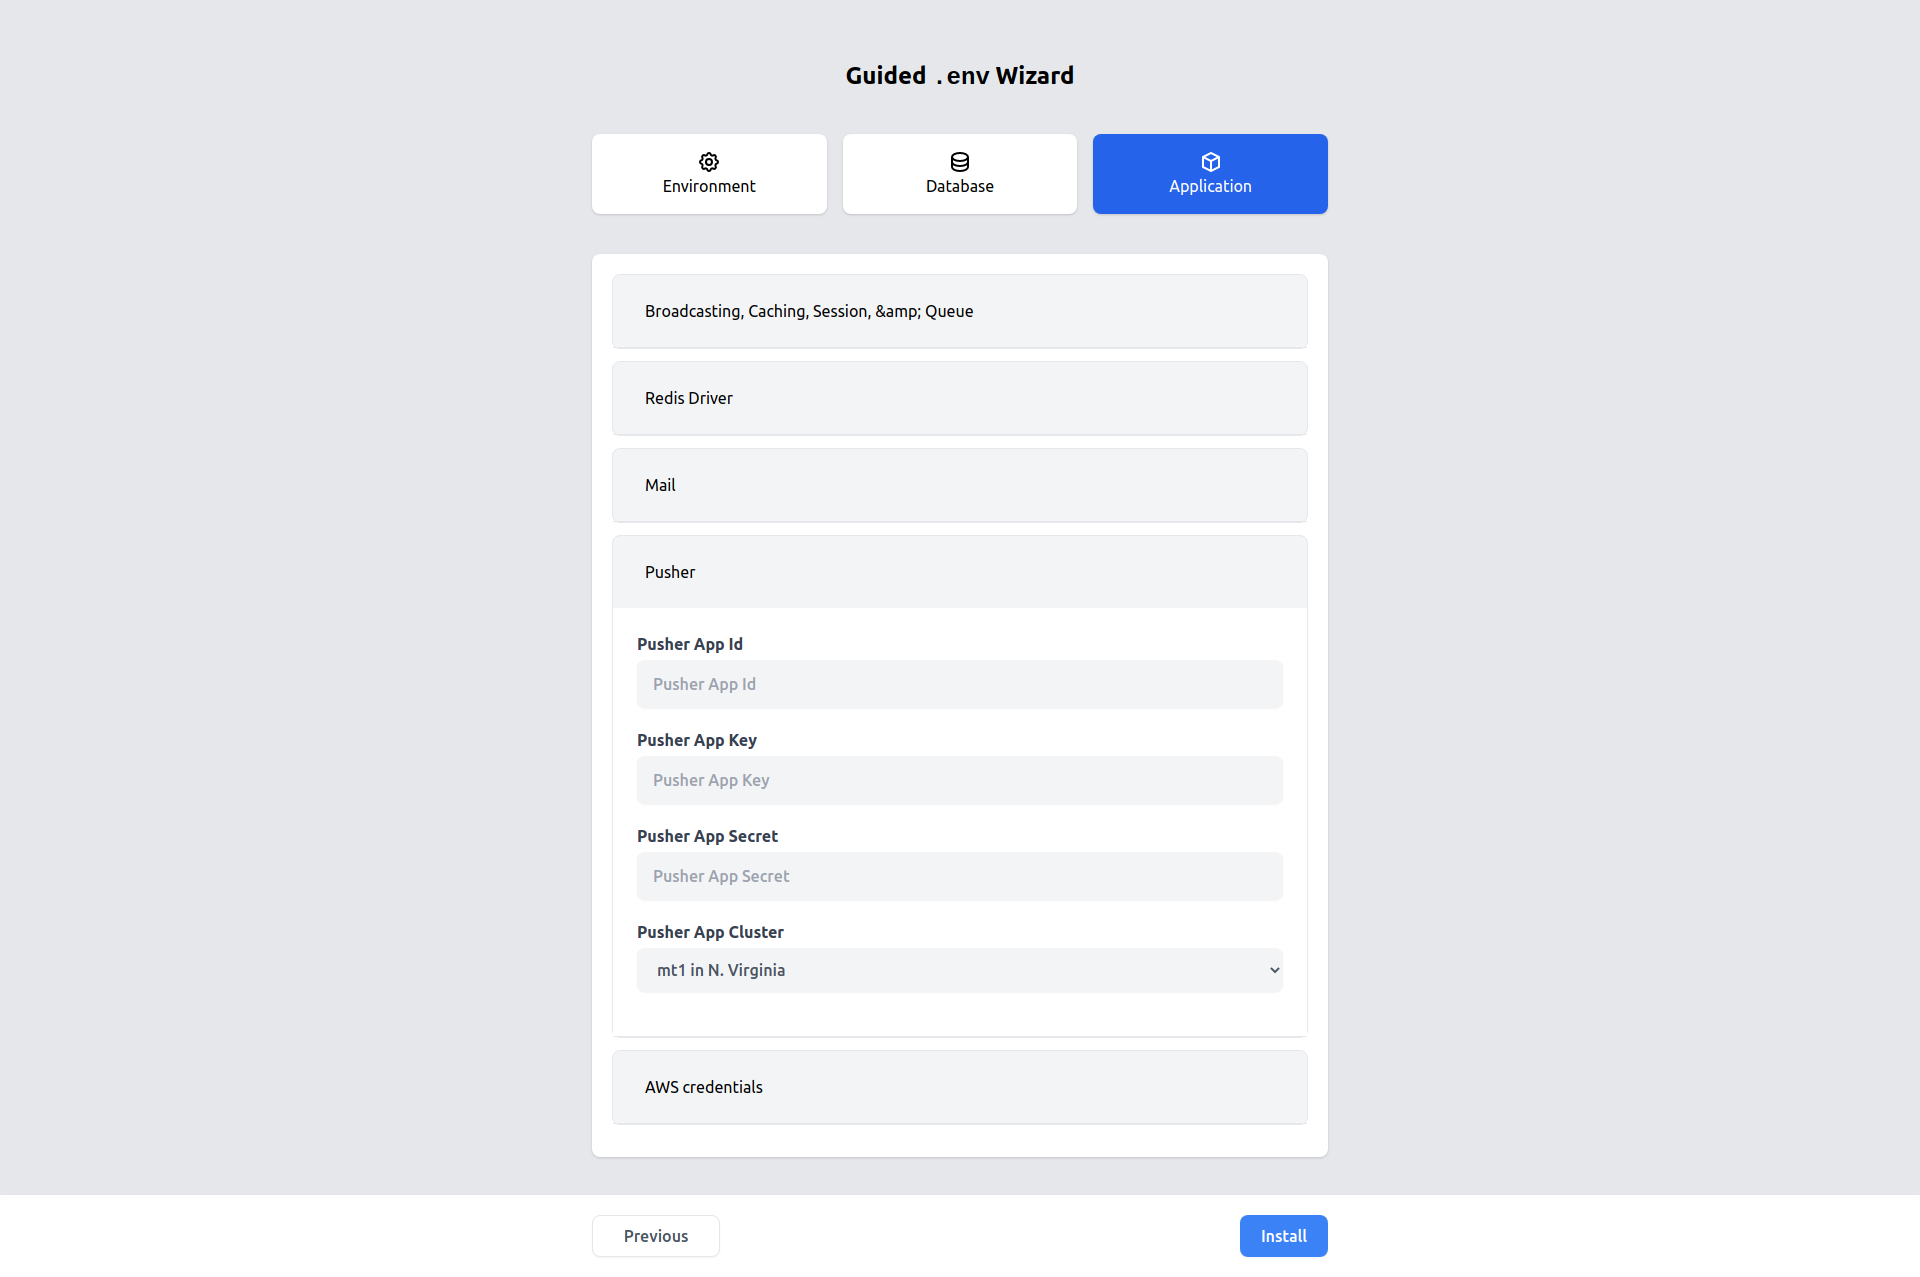 Guided .env Wizard
Environment
Database
Application
Broadcasting, Caching, Session, &amp; Queue
Redis Driver
Mail
Pusher
Pusher App Id
Pusher App Id
Pusher App Key
Pusher App Key
Pusher App Secret
Pusher App Secret
Pusher App Cluster
mt1 in N. Virginia
AWS credentials
Previous
Install